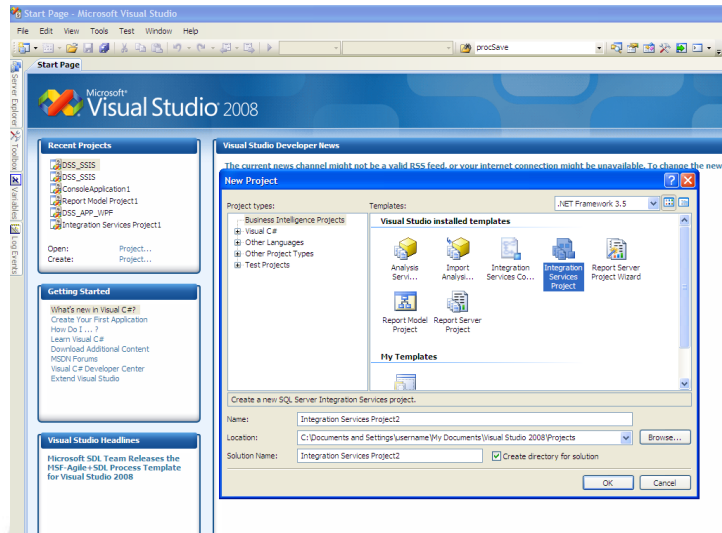 Start Page - Microsoft Visual Studio
File Edit View Tools Test Window Help
procSave
Server Explorer
Toolbox
Variables
Log Events
Start Page
Microsoft®
Visual Studio 2008
Recent Projects
DSS_SSIS
DSS_SSIS
ConsoleApplication1
Report Model Project1
DSS_APP_WPF
Integration Services Project1
Open: Project...
Create: Project...
Getting Started
What's new in Visual C#?
Create Your First Application
How Do I ... ?
Learn Visual C#
Download Additional Content
MSDN Forums
Visual C# Developer Center
Extend Visual Studio
Visual Studio Headlines
Microsoft SDL Team Releases the
MSF-Agile+SDL Process Template
for Visual Studio 2008
Visual Studio Developer News
The current news channel might not be a valid RSS feed, or your internet connection might be unavailable. To change the new
New Project
Project types:
Business Intelligence Projects
Visual C#
Other Languages
Other Project Types
Test Projects
Templates:
.NET Framework 3.5
Visual Studio installed templates
Analysis Servi...
Import Analysi...
Integration Services Co...
Integration Services Project
Report Server Project Wizard
Report Model Project
Report Server Project
My Templates
Create a new SQL Server Integration Services project.
Name: Integration Services Project2
Location: C:\Documents and Settings\username\My Documents\Visual Studio 2008\Projects Browse...
Solution Name: Integration Services Project2 Create directory for solution
OK Cancel